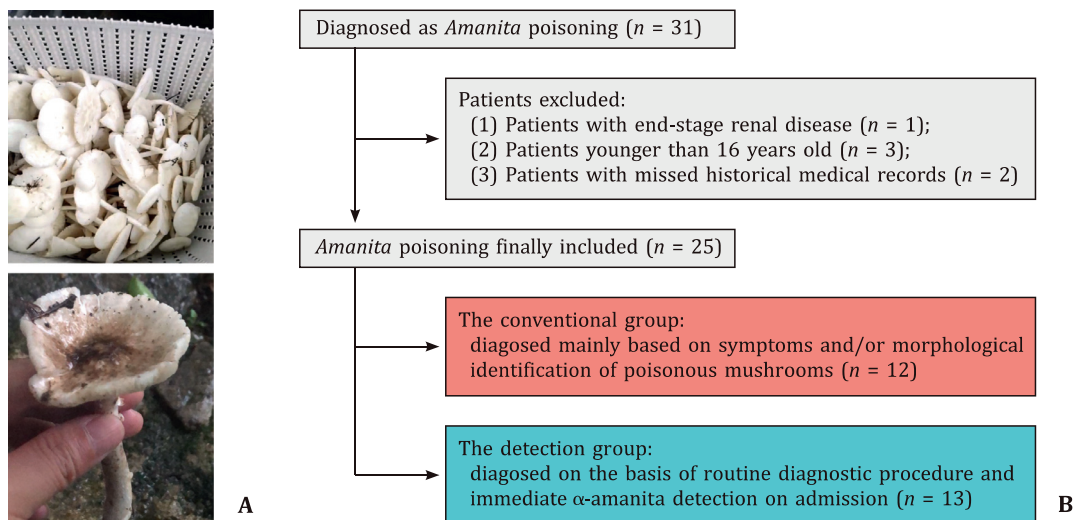 Diagnosed as Amanita poisoning (n = 31)
Patients excluded:
(1) Patients with end-stage renal disease (n = 1);
(2) Patients younger than 16 years old (n = 3);
(3) Patients with missed historical medical records (n = 2)
Amanita poisoning finally included (n = 25)
The conventional group:
diagosed mainly based on symptoms and/or morphological
identification of poisonous mushrooms (n = 12)
The detection group:
diagosed on the basis of routine diagnostic procedure and
immediate α-amanita detection on admission (n = 13)
A
B